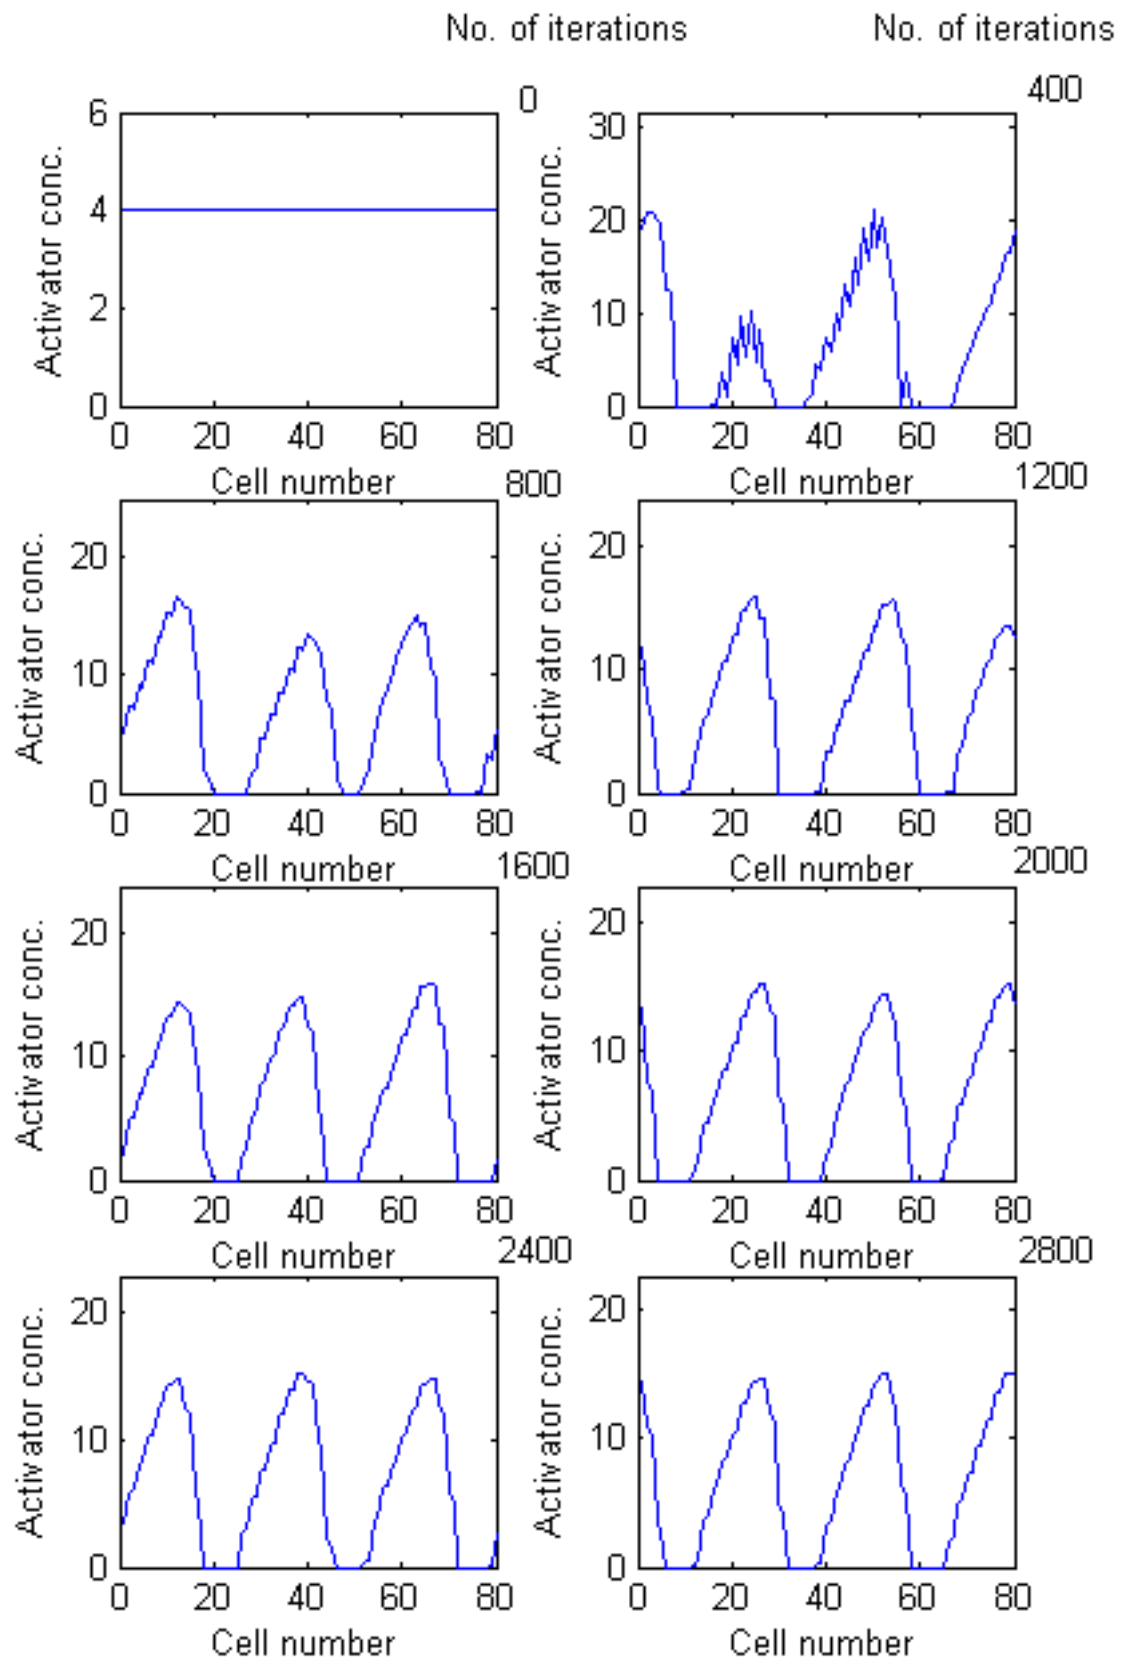 No. of iterations No. of iterations
0 400
6
4
2
0
Activator conc.
0 20 40 60 80
Cell number
30
20
10
0
Activator conc.
0 20 40 60 80
Cell number
800 1200
20
10
0
Activator conc.
0 20 40 60 80
Cell number
20
10
0
Activator conc.
0 20 40 60 80
Cell number
1600 2000
20
10
0
Activator conc.
0 20 40 60 80
Cell number
20
10
0
Activator conc.
0 20 40 60 80
Cell number
2400 2800
20
10
0
Activator conc.
0 20 40 60 80
Cell number
20
10
0
Activator conc.
0 20 40 60 80
Cell number